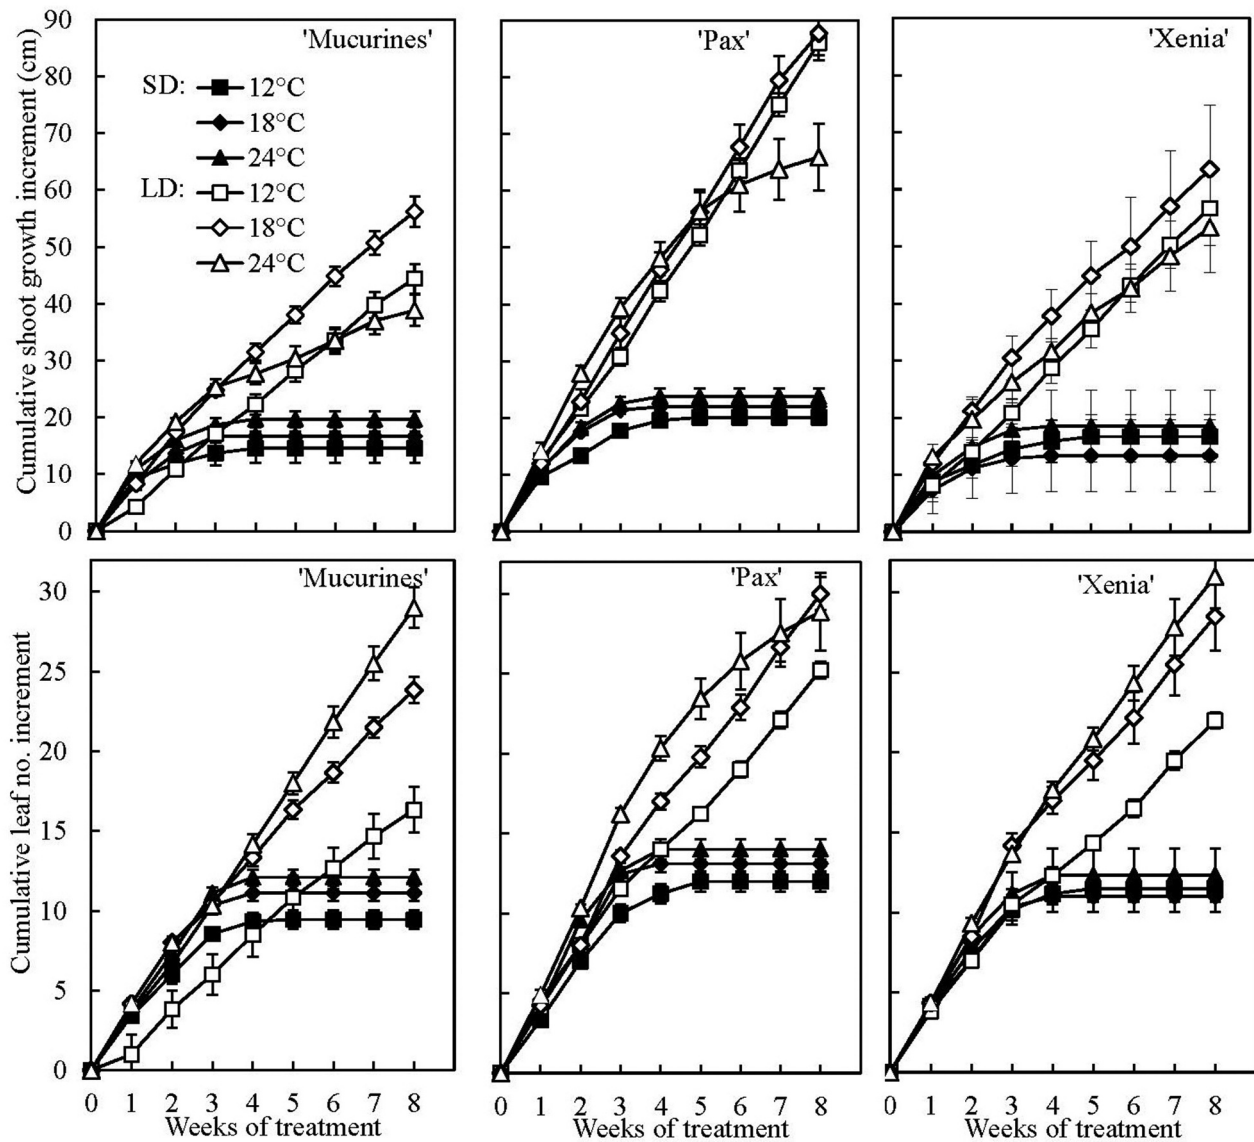 Cumulative shoot growth increment (cm)
90
80
70
60
50
40
30
20
10
0
'Mucurines'
SD: 12°C
18°C
24°C
LD: 12°C
18°C
24°C
'Pax'
'Xenia'
Cumulative leaf no. increment
30
25
20
15
10
5
0
'Mucurines'
'Pax'
'Xenia'
0 1 2 3 4 5 6 7 8
0 1 2 3 4 5 6 7 8
0 1 2 3 4 5 6 7 8
Weeks of treatment
Weeks of treatment
Weeks of treatment